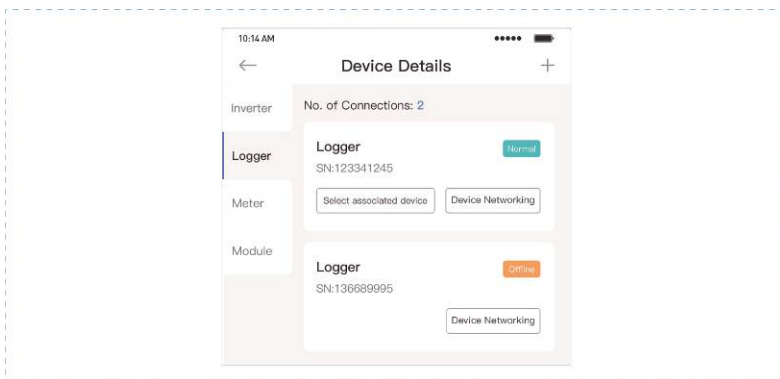 10:14 AM
Device Details
Inverter
No. of Connections: 2
Logger
Logger
Normal
SN:123341245
Meter
Select associated device
Device Networking
Module
Logger
Offline
SN:136689995
Device Networking